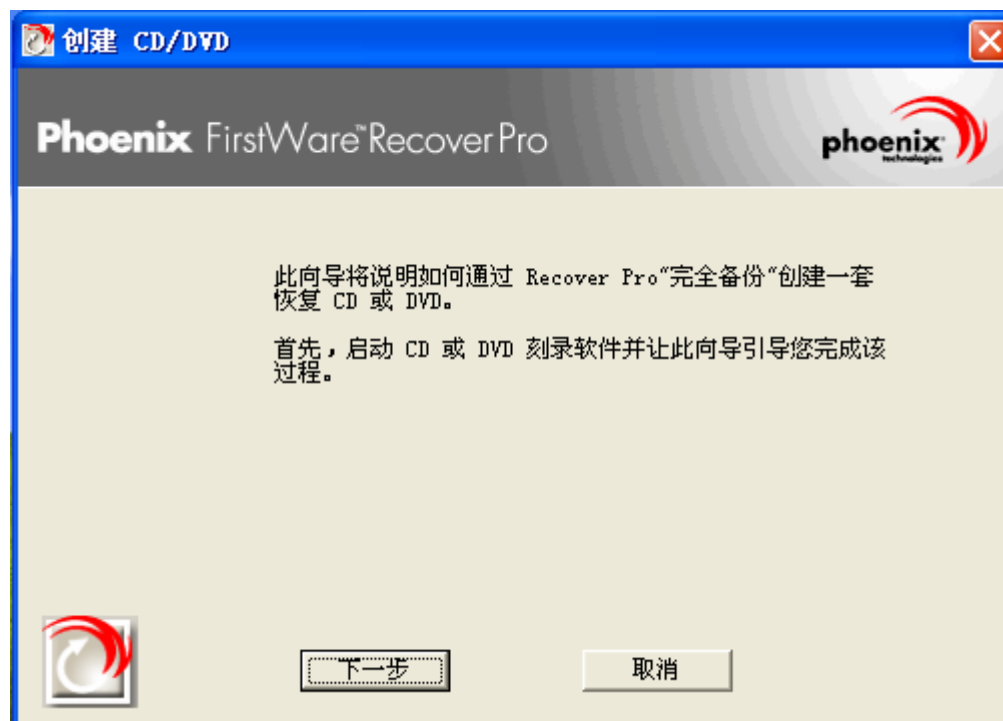 创建 CD/DVD
Phoenix FirstWare™ Recover Pro
phoenix
technologies
此向导将说明如何通过 Recover Pro“完全备份“创建一套
恢复 CD 或 DVD。
首先，启动 CD 或 DVD 刻录软件并让此向导引导您完成该
过程。
下一步
取消